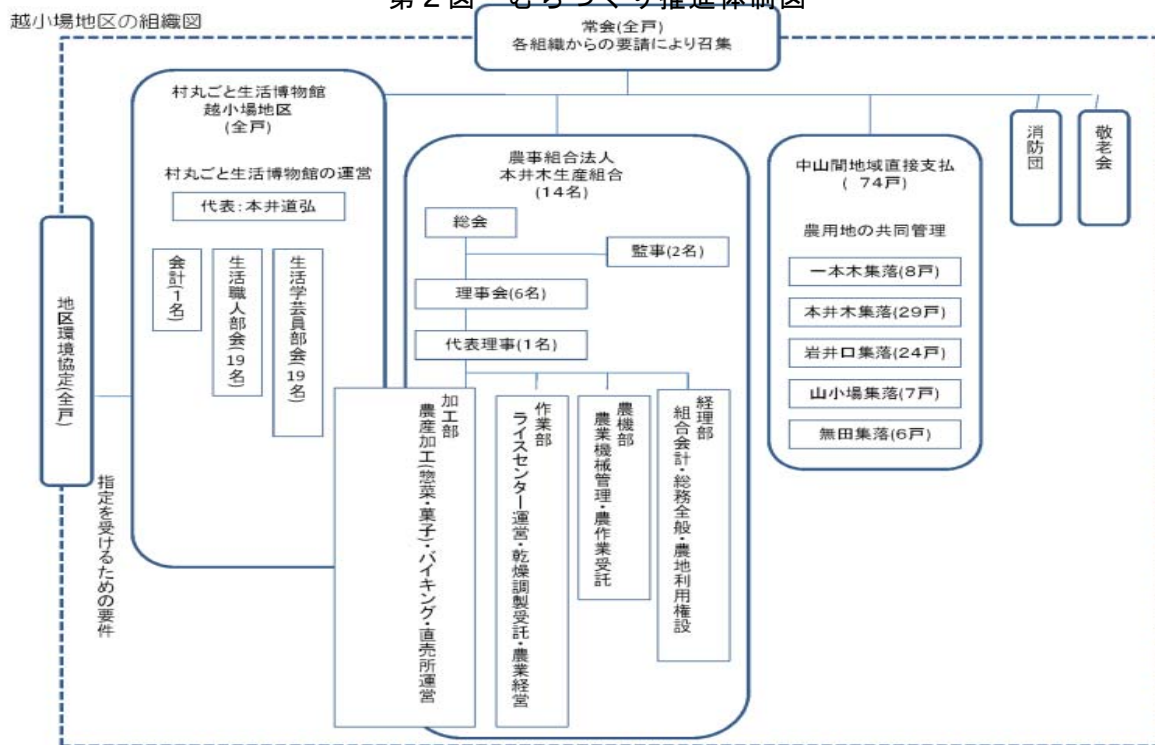 第2図 むらづくり推進体制図
越小場地区の組織図
常会(全戸)
各組織からの要請により召集
村丸ごと生活博物館
越小場地区
(全戸)
村丸ごと生活博物館の運営
代表:本井道弘
会計(1名)
生活職人部会(19名)
生活学芸員部会(19名)
地区環境協定(全戸)
指定を受けるための要件
農事組合法人
本井木生産組合
(14名)
総会
監事(2名)
理事会(6名)
代表理事(1名)
加工部
農産加工(惣菜・菓子)・バイキング・直売所運営
作業部
ライスセンター運営・乾燥調製受託・農業経営
農機部
農業機械管理・農作業受託
経理部
組合会計・総務全般・農地利用権設
中山間地域直接支払
( 74戸)
農用地の共同管理
一本木集落(8戸)
本井木集落(29戸)
岩井口集落(24戸)
山小場集落(7戸)
無田集落(6戸)
消防団
敬老会